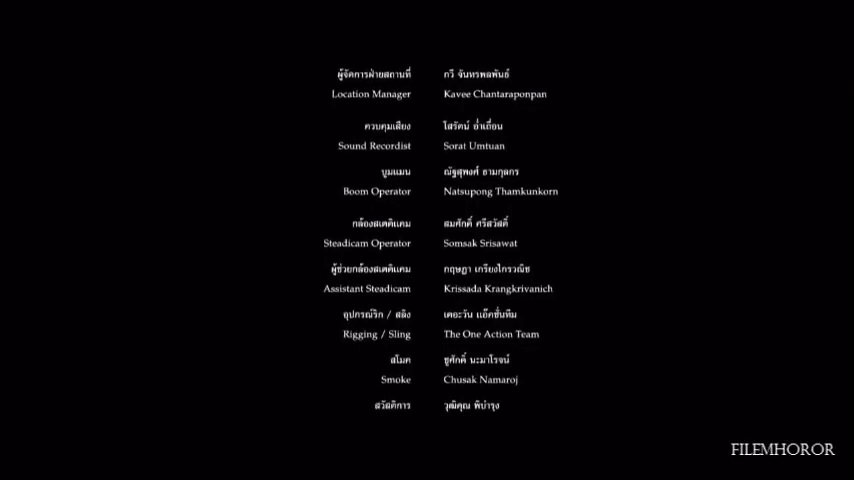 ผู้จัดการฝ่ายสถานที่ กวี จันทรพลพันธ์
Location Manager Kavee Chantaraponpan
ควบคุมเสียง โสรัตน์ อ่ำเถื่อน
Sound Recordist Sorat Umtuan
บูมแมน ณัฐสุพงศ์ ธามกุลกร
Boom Operator Natsupong Thamkunkorn
กล้องสเตดิแคม สมศักดิ์ ศรีสวัสดิ์
Steadicam Operator Somsak Srisawat
ผู้ช่วยกล้องสเตดิแคม กฤษฎา เกรียงไกรวณิช
Assistant Steadicam Krissada Krangkrivanich
อุปกรณ์ริก / สลิง เดอะวัน แอ๊คชั่นทีม
Rigging / Sling The One Action Team
สโมค ชูศักดิ์ นะมาโรจน์
Smoke Chusak Namaroj
สวัสดิการ วุฒิคุณ พิบำรุง
FILEMHOROR